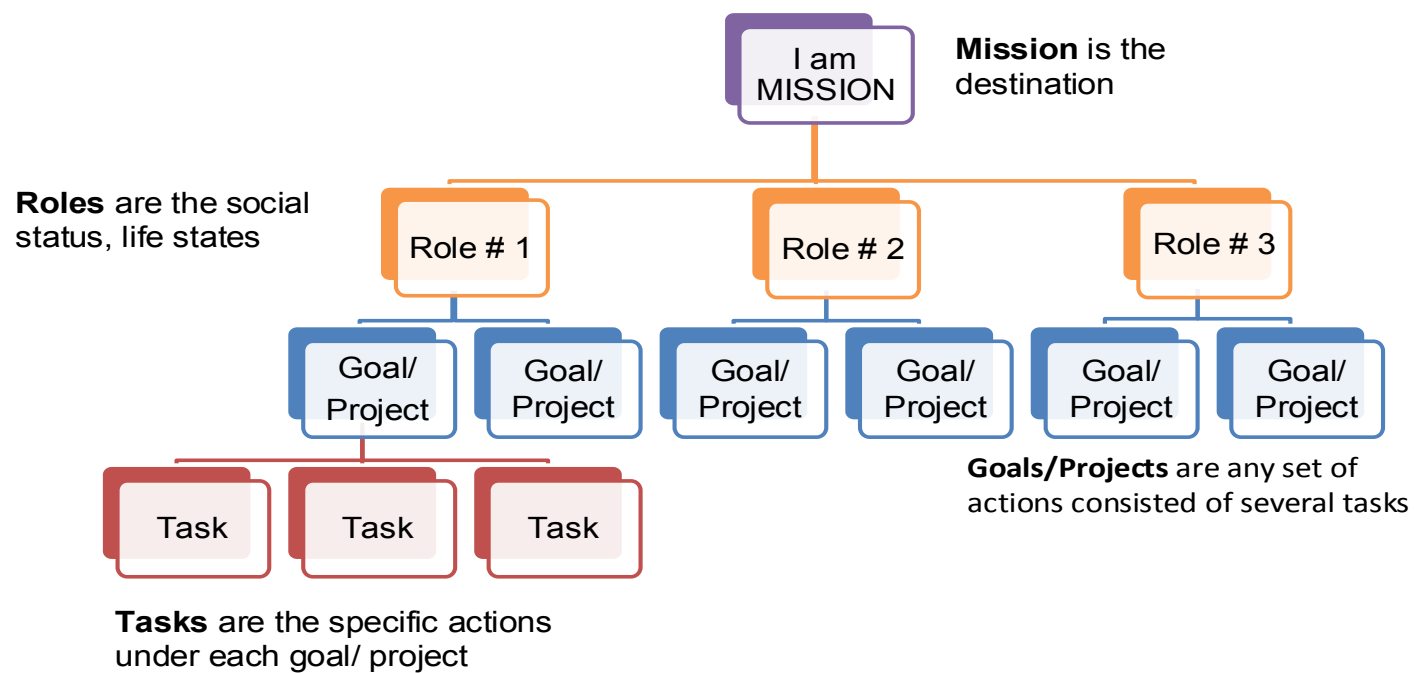 I am
MISSION
Mission is the
destination
Roles are the social
status, life states
Role # 1
Role # 2
Role # 3
Goal/
Project
Goal/
Project
Goal/
Project
Goal/
Project
Goal/
Project
Goal/
Project
Goals/Projects are any set of
actions consisted of several tasks
Task
Task
Task
Tasks are the specific actions
under each goal/ project